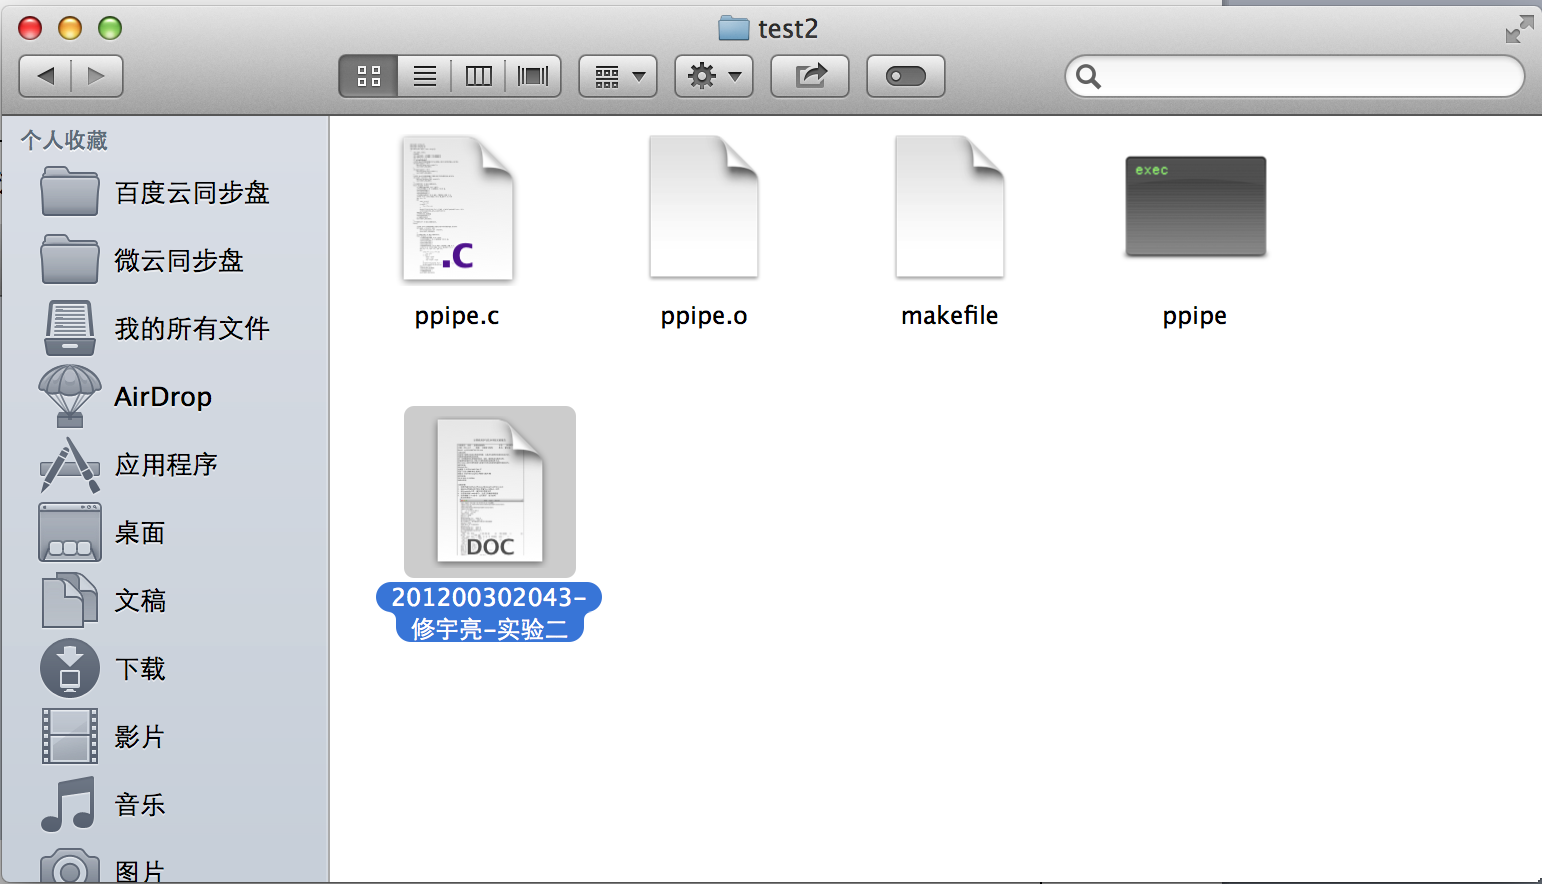 test2
个人收藏
百度云同步盘
微云同步盘
我的所有文件
AirDrop
应用程序
桌面
文稿
下载
影片
音乐
图片
.C
ppipe.c
ppipe.o
makefile
exec
ppipe
DOC
201200302043-
修宇亮-实验二